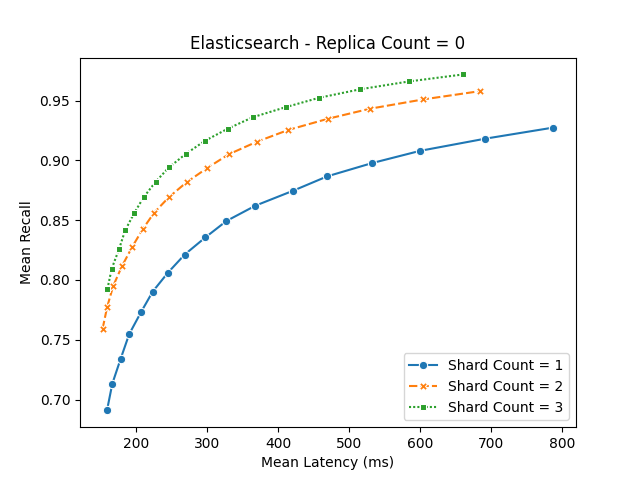 Elasticsearch - Replica Count = 0
Mean Recall
0.95
0.90
0.85
0.80
0.75
0.70
Shard Count = 1
Shard Count = 2
Shard Count = 3
200 300 400 500 600 700 800
Mean Latency (ms)